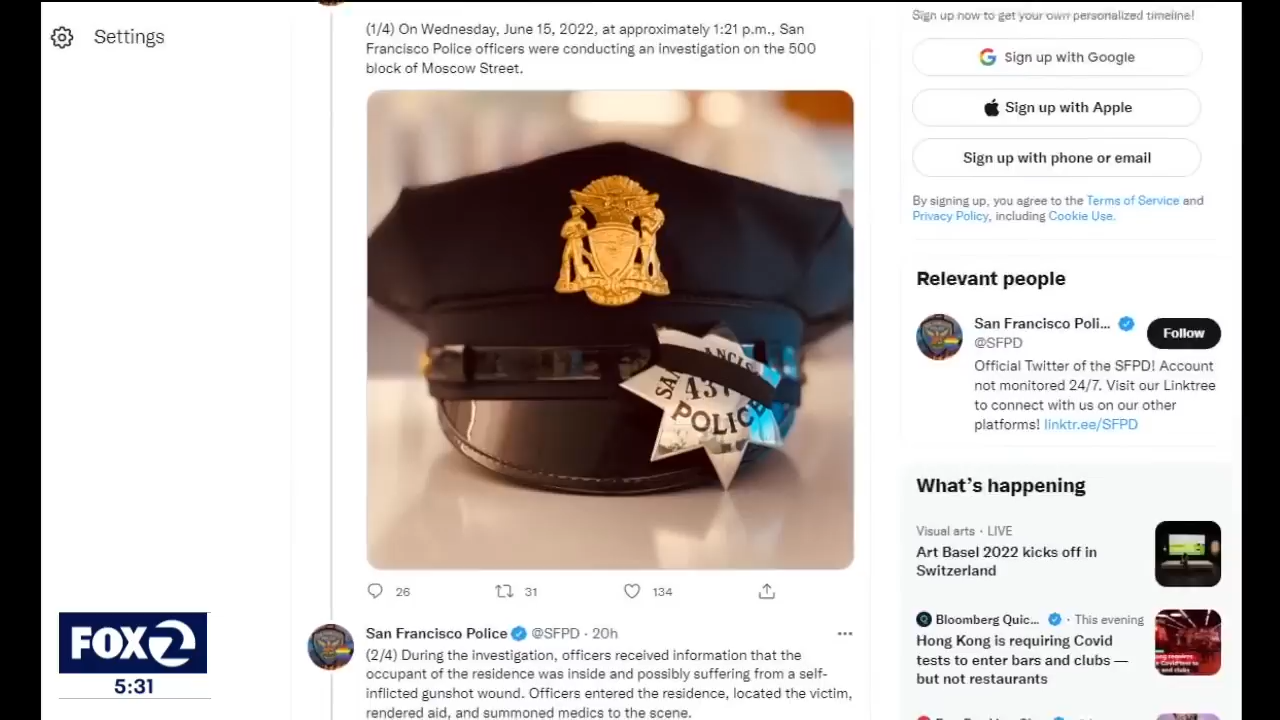 Settings
(1/4) On Wednesday, June 15, 2022, at approximately 1:21 p.m., San
Francisco Police officers were conducting an investigation on the 500
block of Moscow Street.
437
POLICE
26
31
134
San Francisco Police @SFPD · 20h
(2/4) During the investigation, officers received information that the
occupant of the residence was inside and possibly suffering from a self-
inflicted gunshot wound. Officers entered the residence, located the victim,
rendered aid, and summoned medics to the scene.
Sign up now to get your own personalized timeline!
Sign up with Google
Sign up with Apple
Sign up with phone or email
By signing up, you agree to the Terms of Service and
Privacy Policy, including Cookie Use.
Relevant people
San Francisco Poli...
@SFPD
Follow
Official Twitter of the SFPD! Account
not monitored 24/7. Visit our Linktree
to connect with us on our other
platforms! linktr.ee/SFPD
What's happening
Visual arts · LIVE
Art Basel 2022 kicks off in
Switzerland
Bloomberg Quic... · This evening
Hong Kong is requiring Covid
tests to enter bars and clubs —
but not restaurants
FOX 2
5:31